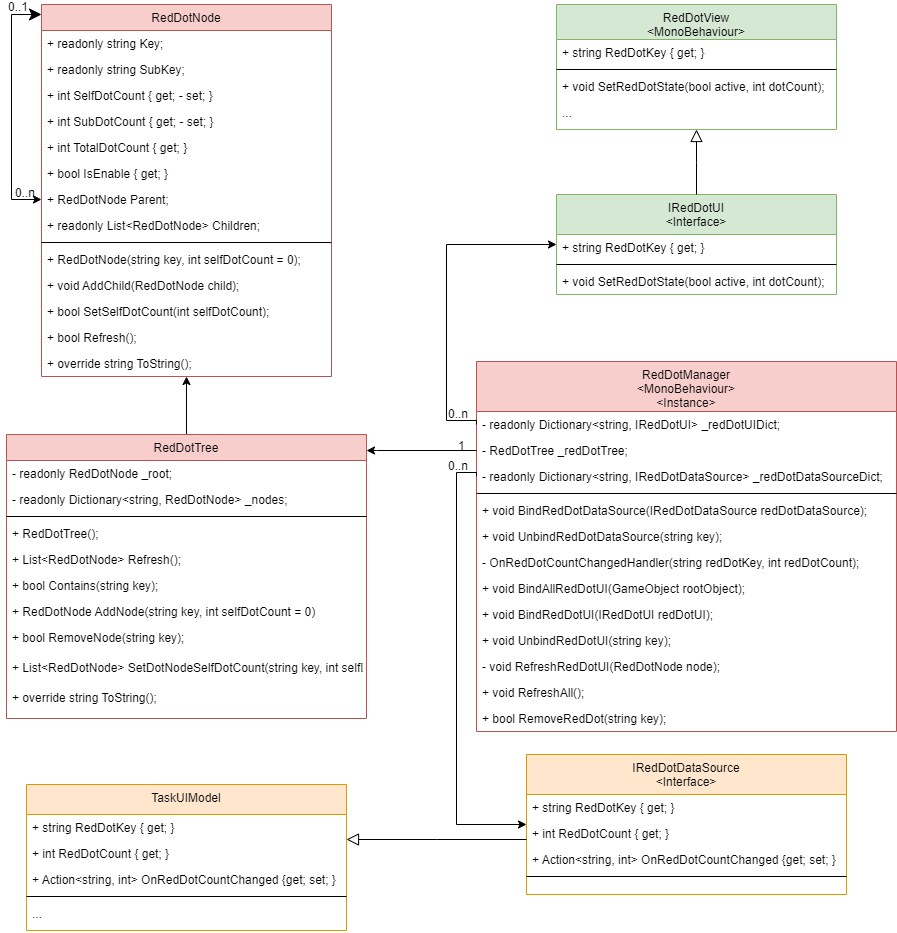 0..1
RedDotNode
+ readonly string Key;
+ readonly string SubKey;
+ int SelfDotCount { get; - set; }
+ int SubDotCount { get; - set; }
+ int TotalDotCount { get; }
+ bool IsEnable { get; }
0..n
+ RedDotNode Parent;
+ readonly List<RedDotNode> Children;
+ RedDotNode(string key, int selfDotCount = 0);
+ void AddChild(RedDotNode child);
+ bool SetSelfDotCount(int selfDotCount);
+ bool Refresh();
+ override string ToString();
RedDotView
<MonoBehaviour>
+ string RedDotKey { get; }
+ void SetRedDotState(bool active, int dotCount);
...
IRedDotUI
<Interface>
+ string RedDotKey { get; }
+ void SetRedDotState(bool active, int dotCount);
RedDotManager
<MonoBehaviour>
<Instance>
0..n
- readonly Dictionary<string, IRedDotUI> _redDotUIDict;
1
- RedDotTree _redDotTree;
0..n
- readonly Dictionary<string, IRedDotDataSource> _redDotDataSourceDict;
+ void BindRedDotDataSource(IRedDotDataSource redDotDataSource);
+ void UnbindRedDotDataSource(string key);
- OnRedDotCountChangedHandler(string redDotKey, int redDotCount);
+ void BindAllRedDotUI(GameObject rootObject);
+ void BindRedDotUI(IRedDotUI redDotUI);
+ void UnbindRedDotUI(string key);
- void RefreshRedDotUI(RedDotNode node);
+ void RefreshAll();
+ bool RemoveRedDot(string key);
RedDotTree
- readonly RedDotNode _root;
- readonly Dictionary<string, RedDotNode> _nodes;
+ RedDotTree();
+ List<RedDotNode> Refresh();
+ bool Contains(string key);
+ RedDotNode AddNode(string key, int selfDotCount = 0)
+ bool RemoveNode(string key);
+ List<RedDotNode> SetDotNodeSelfDotCount(string key, int self
+ override string ToString();
IRedDotDataSource
<Interface>
+ string RedDotKey { get; }
+ int RedDotCount { get; }
+ Action<string, int> OnRedDotCountChanged {get; set; }
TaskUIModel
+ string RedDotKey { get; }
+ int RedDotCount { get; }
+ Action<string, int> OnRedDotCountChanged {get; set; }
...